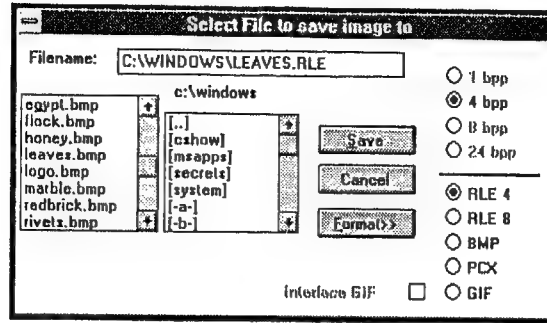 Select File to save image to
Filename: C:\WINDOWS\LEAVES.RLE
c:\windows
egypt.bmp
flock.bmp
honey.bmp
leaves.bmp
logo.bmp
marble.bmp
redbrick.bmp
rivets.bmp
[..]
[cshow]
[msapps]
[secrets]
[system]
[-a-]
[-b-]
Save
Cancel
Format>>
1 bpp
4 bpp
8 bpp
24 bpp
RLE 4
RLE 8
BMP
PCX
GIF
Interlace GIF